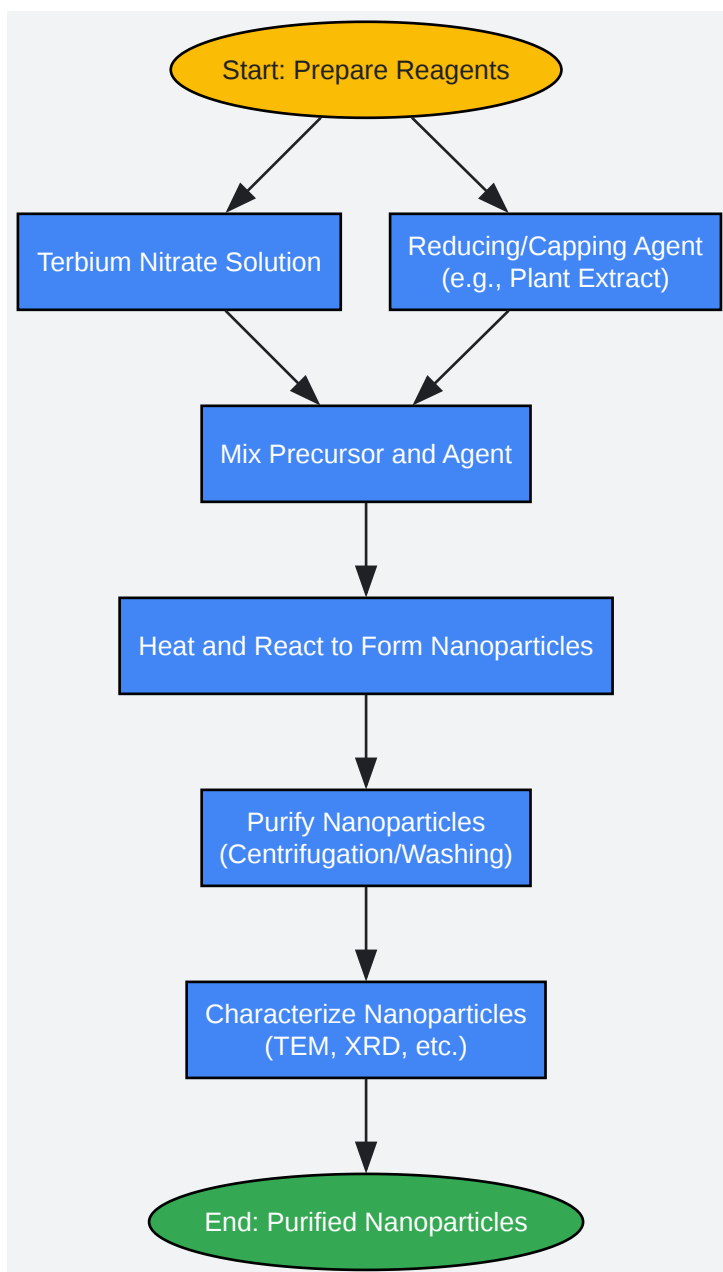 Start: Prepare Reagents
Terbium Nitrate Solution
Reducing/Capping Agent
(e.g., Plant Extract)
Mix Precursor and Agent
Heat and React to Form Nanoparticles
Purify Nanoparticles
(Centrifugation/Washing)
Characterize Nanoparticles
(TEM, XRD, etc.)
End: Purified Nanoparticles